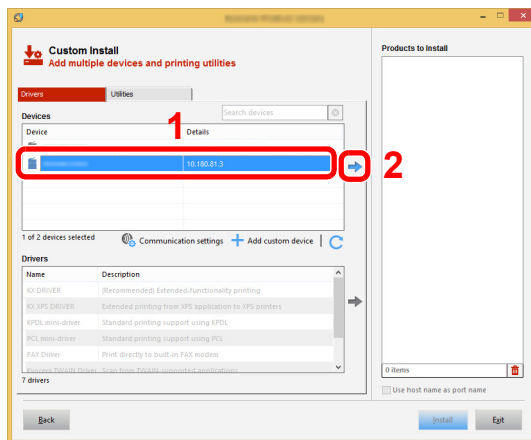 Custom Install
Add multiple devices and printing utilities
Products to Install
Drivers Utilities
Devices
Search devices
1
Device Details
10.180.81.3
2
1 of 2 devices selected Communication settings Add custom device
Drivers
Name Description
KX DRIVER (Recommended) Extended-functionality printing
KX XPS DRIVER Extended printing from XPS application to XPS printers
KPDL mini-driver Standard printing support using KPDL
PCL mini-driver Standard printing support using PCL
FAX Driver Print directly to built-in FAX modem
Kyocera TWAIN Driver Scan from TWAIN-supported applications
7 drivers
0 items
Use host name as port name
Back Install Exit